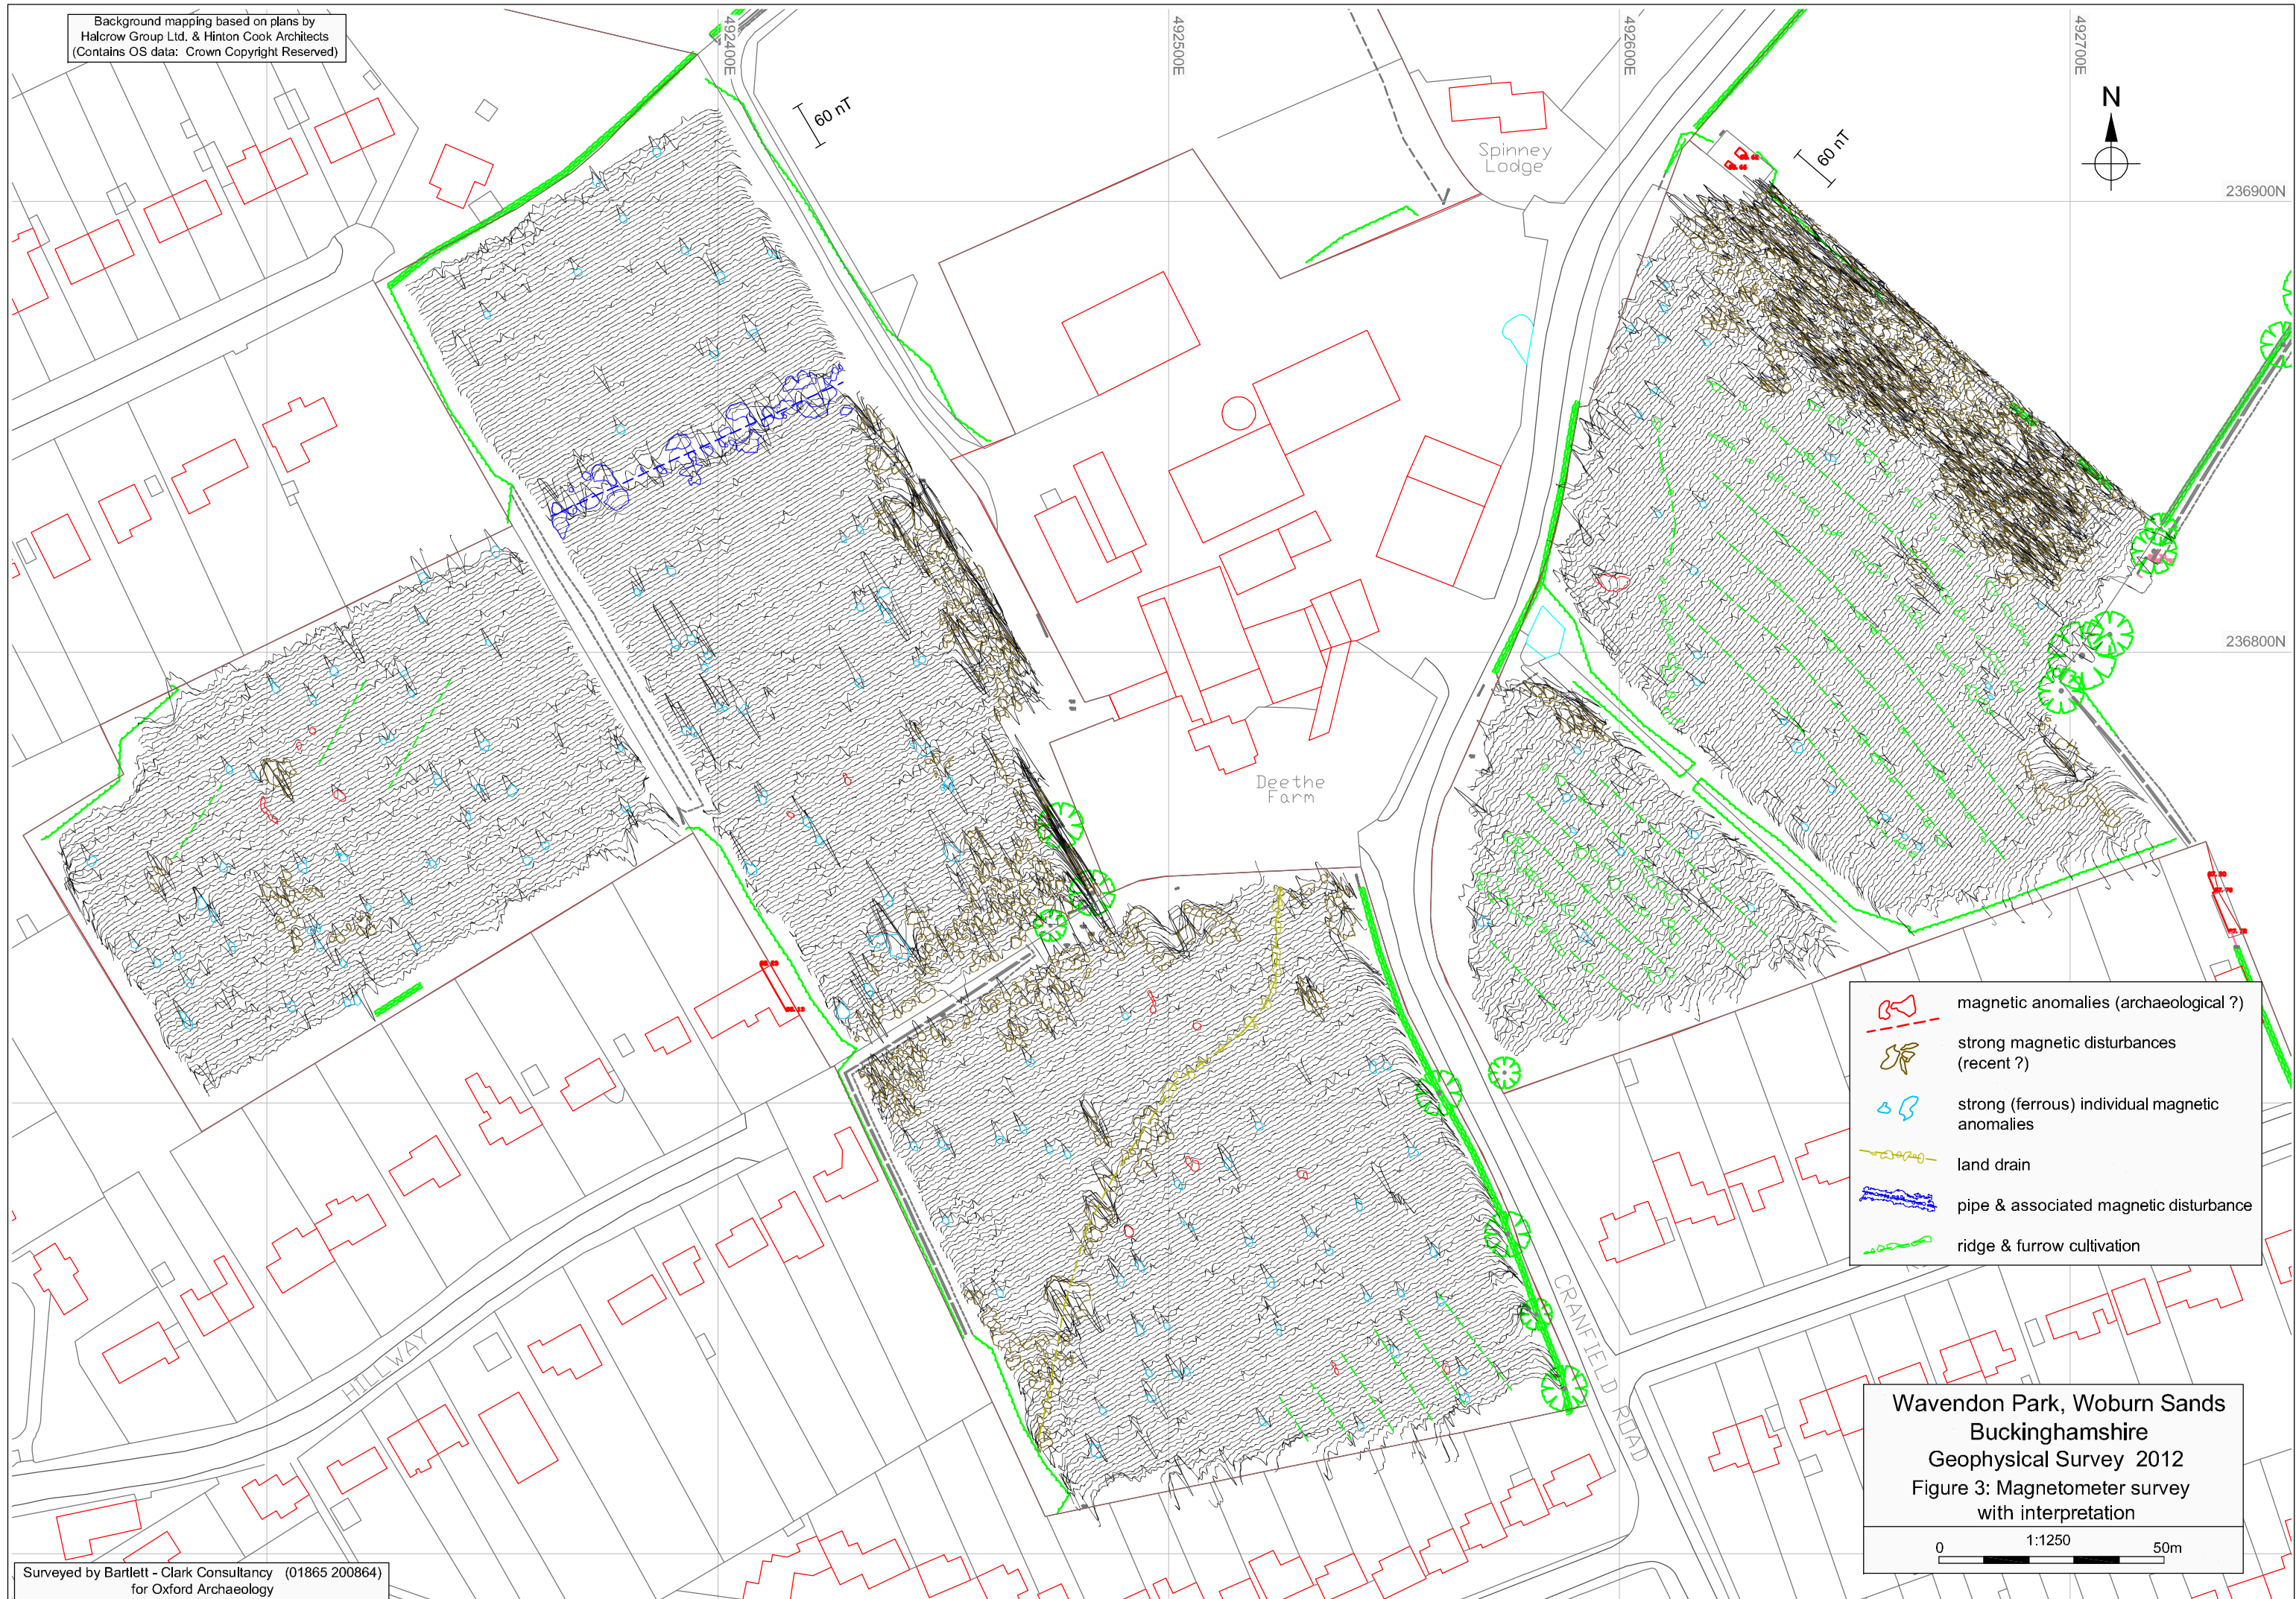 Background mapping based on plans by
Halcrow Group Ltd. & Hinton Cook Architects
(Contains OS data: Crown Copyright Reserved)
492400E
492500E
492600E
492700E
60 nT
60 nT
N
Spinney
Lodge
236900N
236800N
Deethe
Farm
magnetic anomalies (archaeological ?)
strong magnetic disturbances
(recent ?)
strong (ferrous) individual magnetic
anomalies
land drain
pipe & associated magnetic disturbance
ridge & furrow cultivation
HILLWAY
CRANFIELD ROAD
Wavendon Park, Woburn Sands
Buckinghamshire
Geophysical Survey 2012
Figure 3: Magnetometer survey
with interpretation
1:1250
0 50m
Surveyed by Bartlett - Clark Consultancy (01865 200864)
for Oxford Archaeology